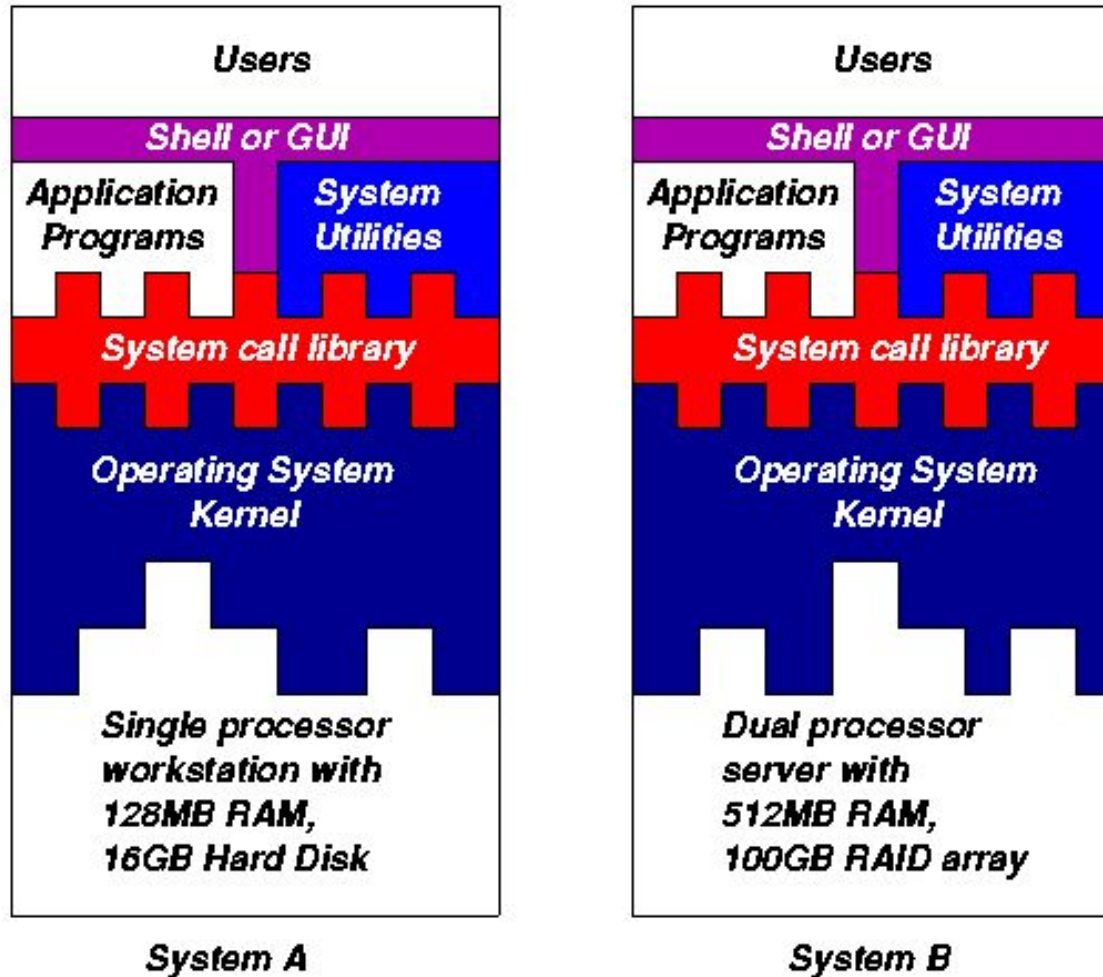 Users
Shell or GUI
Application
Programs
System
Utilities
System call library
Operating System
Kernel
Single processor
workstation with
128MB RAM,
16GB Hard Disk
System A
Users
Shell or GUI
Application
Programs
System
Utilities
System call library
Operating System
Kernel
Dual processor
server with
512MB RAM,
100GB RAID array
System B